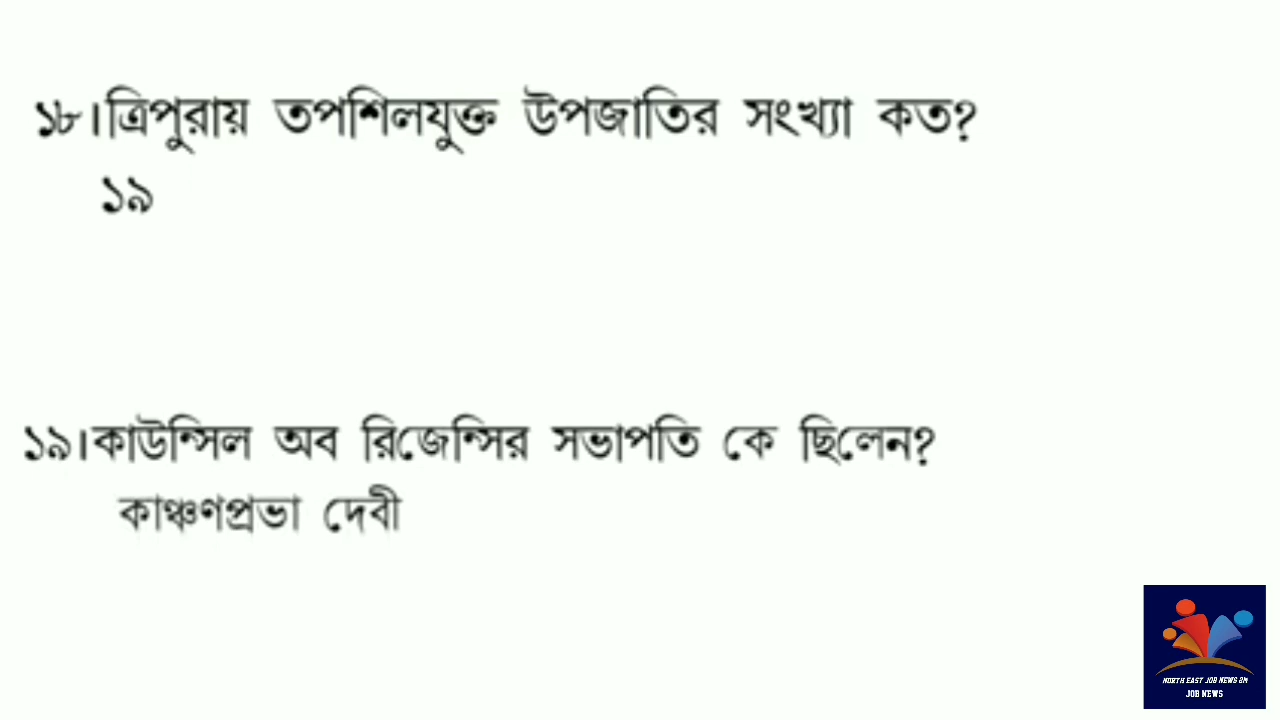 ১৮।ত্রিপুরায় তপশিলযুক্ত উপজাতির সংখ্যা কত?
১৯
১৯।কাউন্সিল অব রিজেন্সির সভাপতি কে ছিলেন?
কাঞ্চণপ্রভা দেবী
NORTH EAST JOB NEWS BM
JOB NEWS